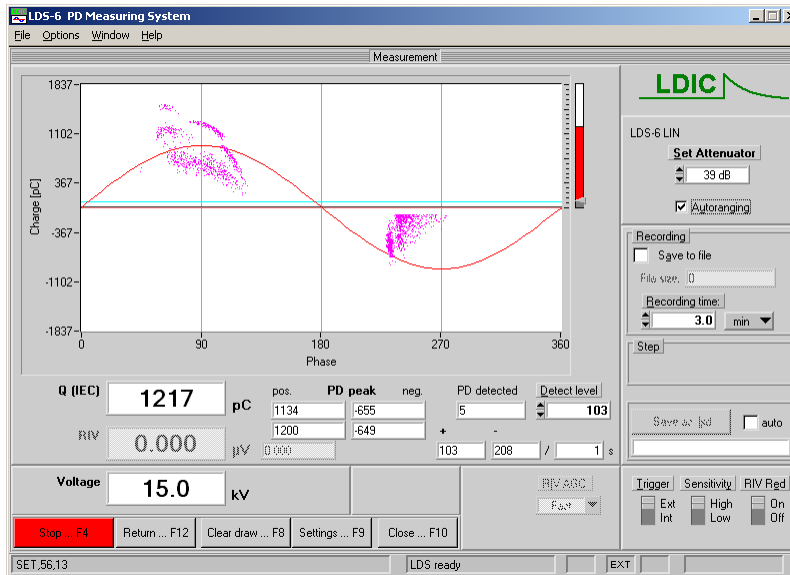 LDS-6 PD Measuring System
File Options Window Help
Measurement
1837
1102
367
-367
-1102
-1837
Charge [pC]
0 90 180 270 360
Phase
LDIC
LDS-6 LIN
Set Attenuator
39 dB
Autoranging
Recording
Save to file
File size, 0
Recording time:
3.0 min
Step
Save as lxd auto
Q (IEC) 1217 pC
RIV 0.000 µV
pos. PD peak neg. PD detected Detect level
1134 -655 5 103
1200 -649 + -
0.000 103 208 / 1 s
Voltage 15.0 kV
RIV AGC
Fast
Trigger Sensitivity RIV Red
Ext High On
Int Low Off
Stop ... F4 Return ... F12 Clear draw ... F8 Settings ... F9 Close ... F10
SET,56,13 LDS ready EXT